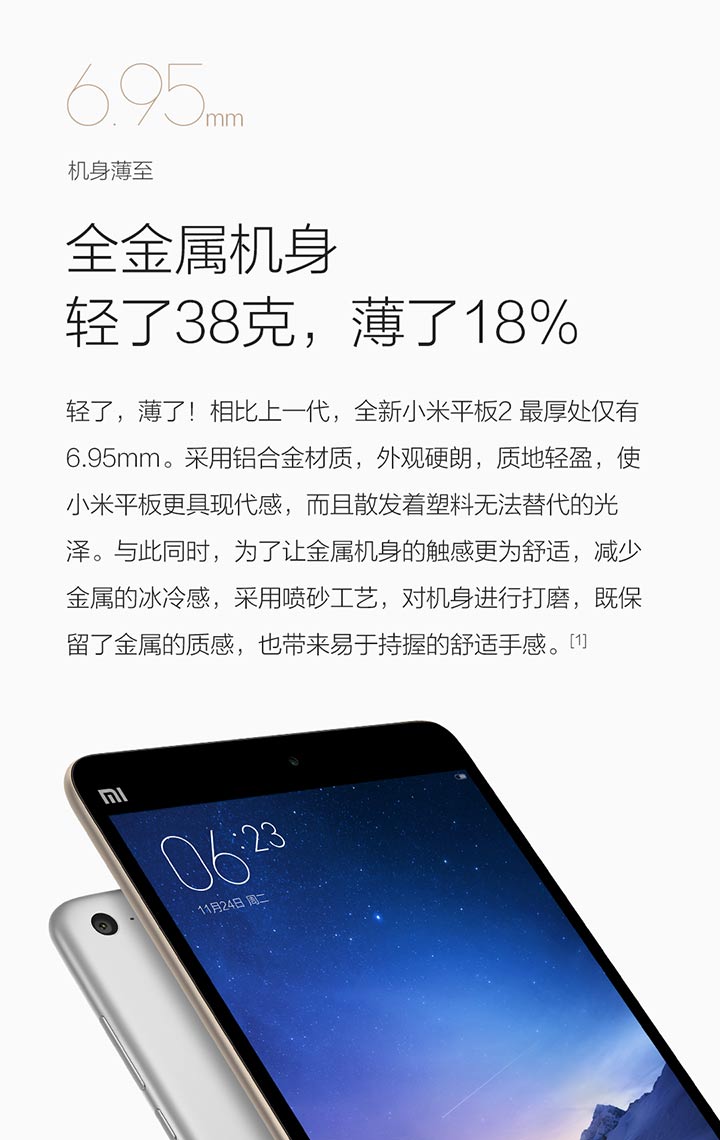 6.95mm
机身薄至
全金属机身
轻了38克，薄了18%
轻了，薄了！相比上一代，全新小米平板2 最厚处仅有
6.95mm。采用铝合金材质，外观硬朗，质地轻盈，使
小米平板更具现代感，而且散发着塑料无法替代的光
泽。与此同时，为了让金属机身的触感更为舒适，减少
金属的冰冷感，采用喷砂工艺，对机身进行打磨，既保
留了金属的质感，也带来易于持握的舒适手感。[1]
MI
06:23
11月24日 周二